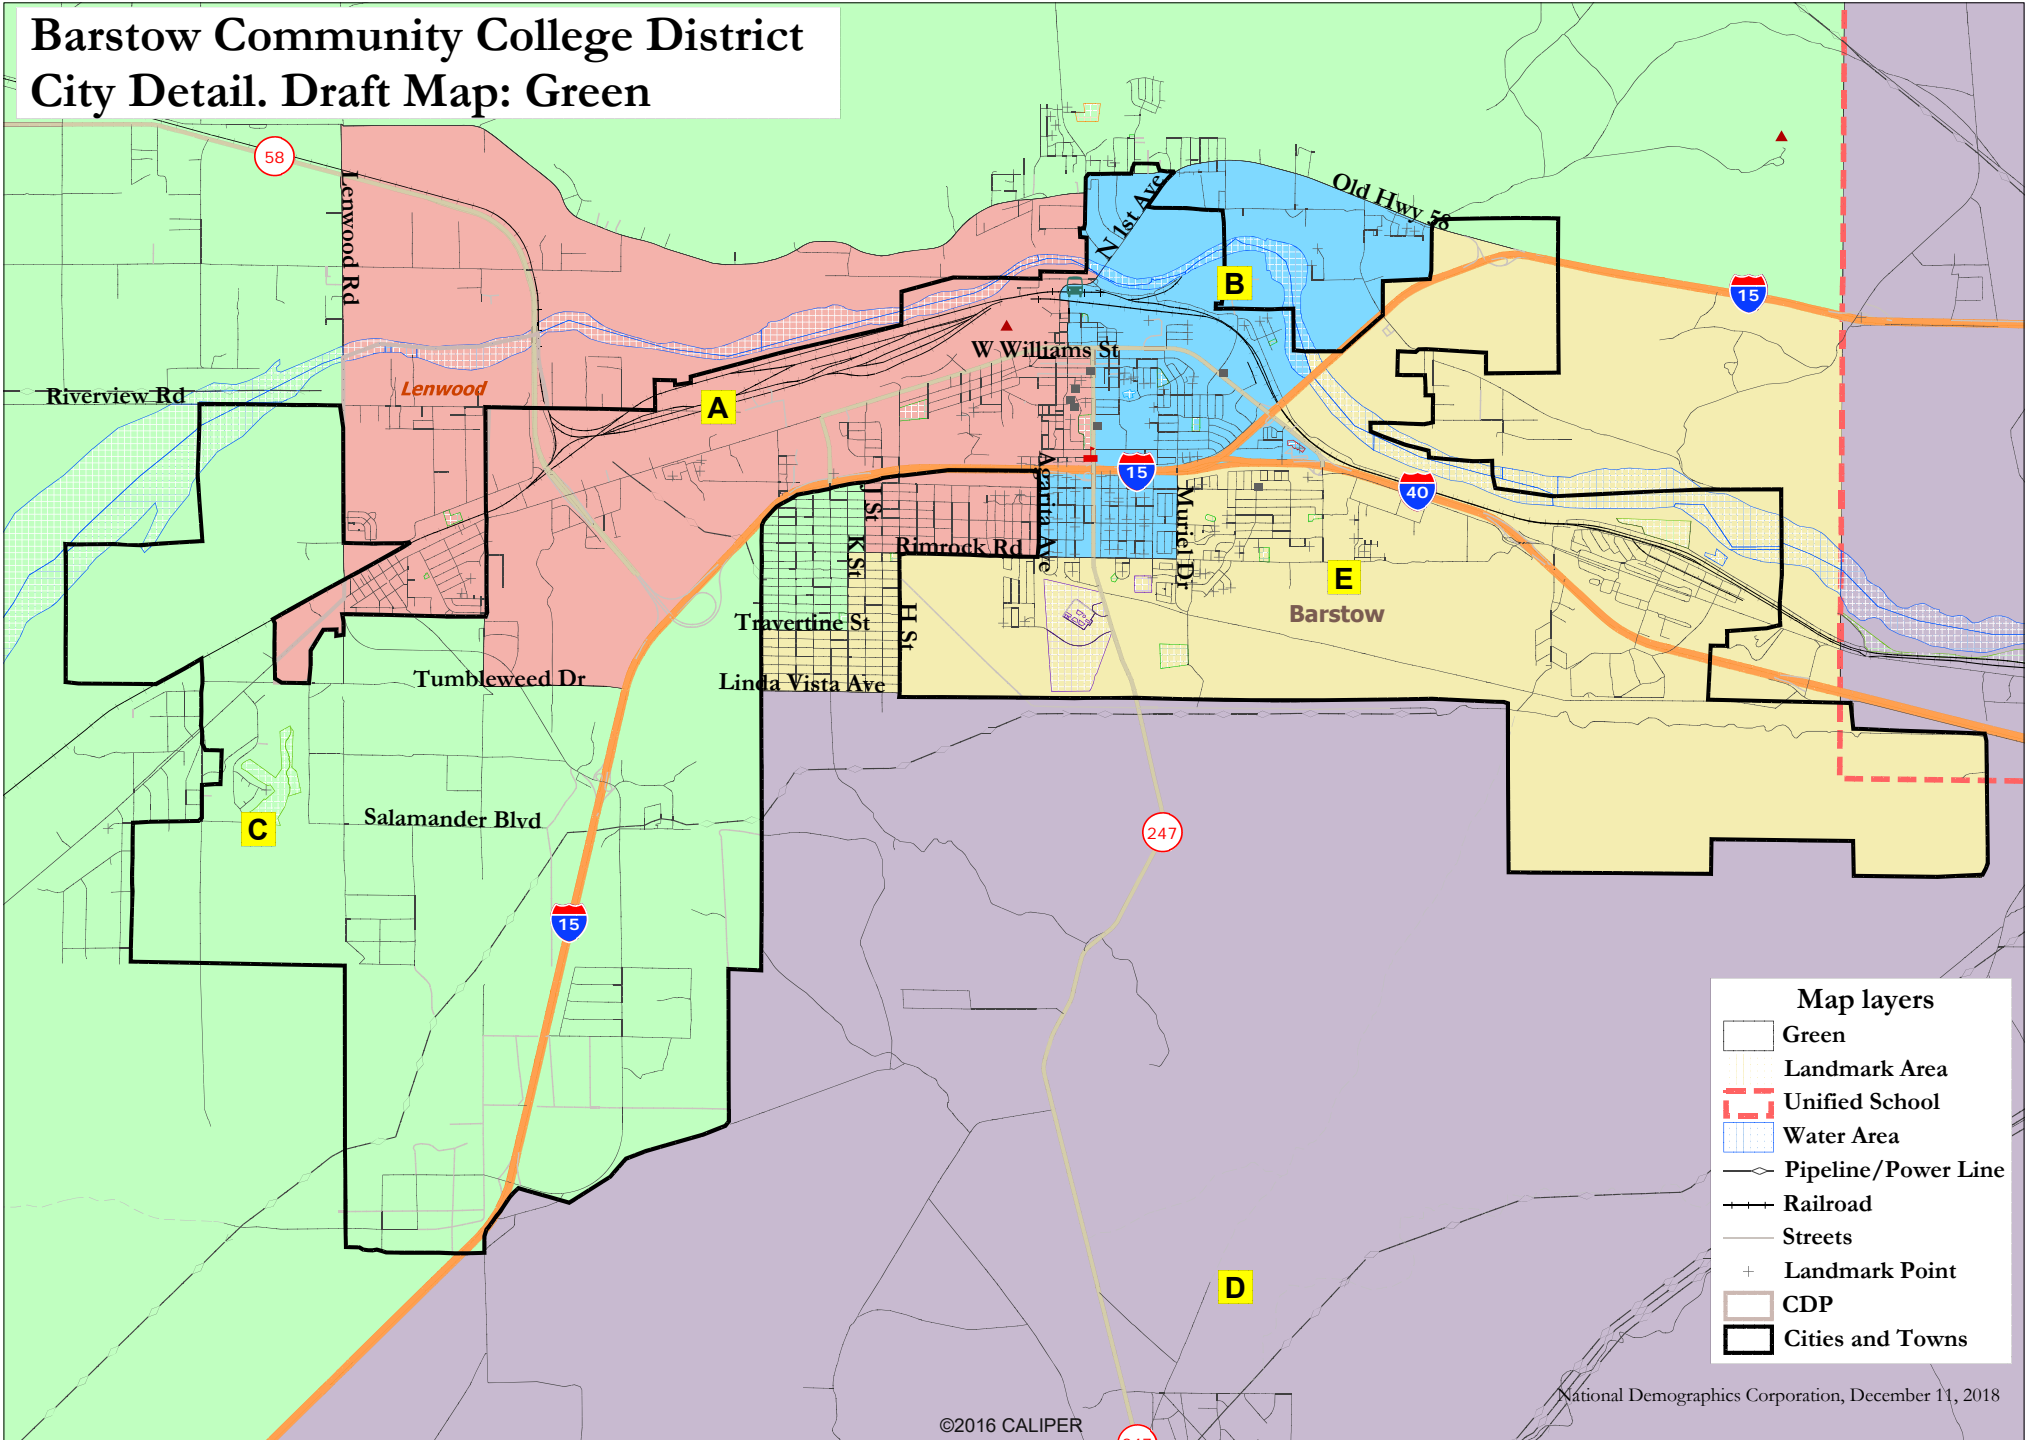 Barstow Community College District
City Detail. Draft Map: Green
58
Lenwood Rd
N 1st Ave
Old Hwy 58
B
15
W Williams St
Riverview Rd
Lenwood
A
15
40
J St
Agarita Ave
Muriel Dr
K St
Rimrock Rd
E
Barstow
Travertine St
H St
Tumbleweed Dr
Linda Vista Ave
C
Salamander Blvd
247
15
D
Map layers
Green
Landmark Area
Unified School
Water Area
Pipeline/Power Line
Railroad
Streets
Landmark Point
CDP
Cities and Towns
National Demographics Corporation, December 11, 2018
©2016 CALIPER